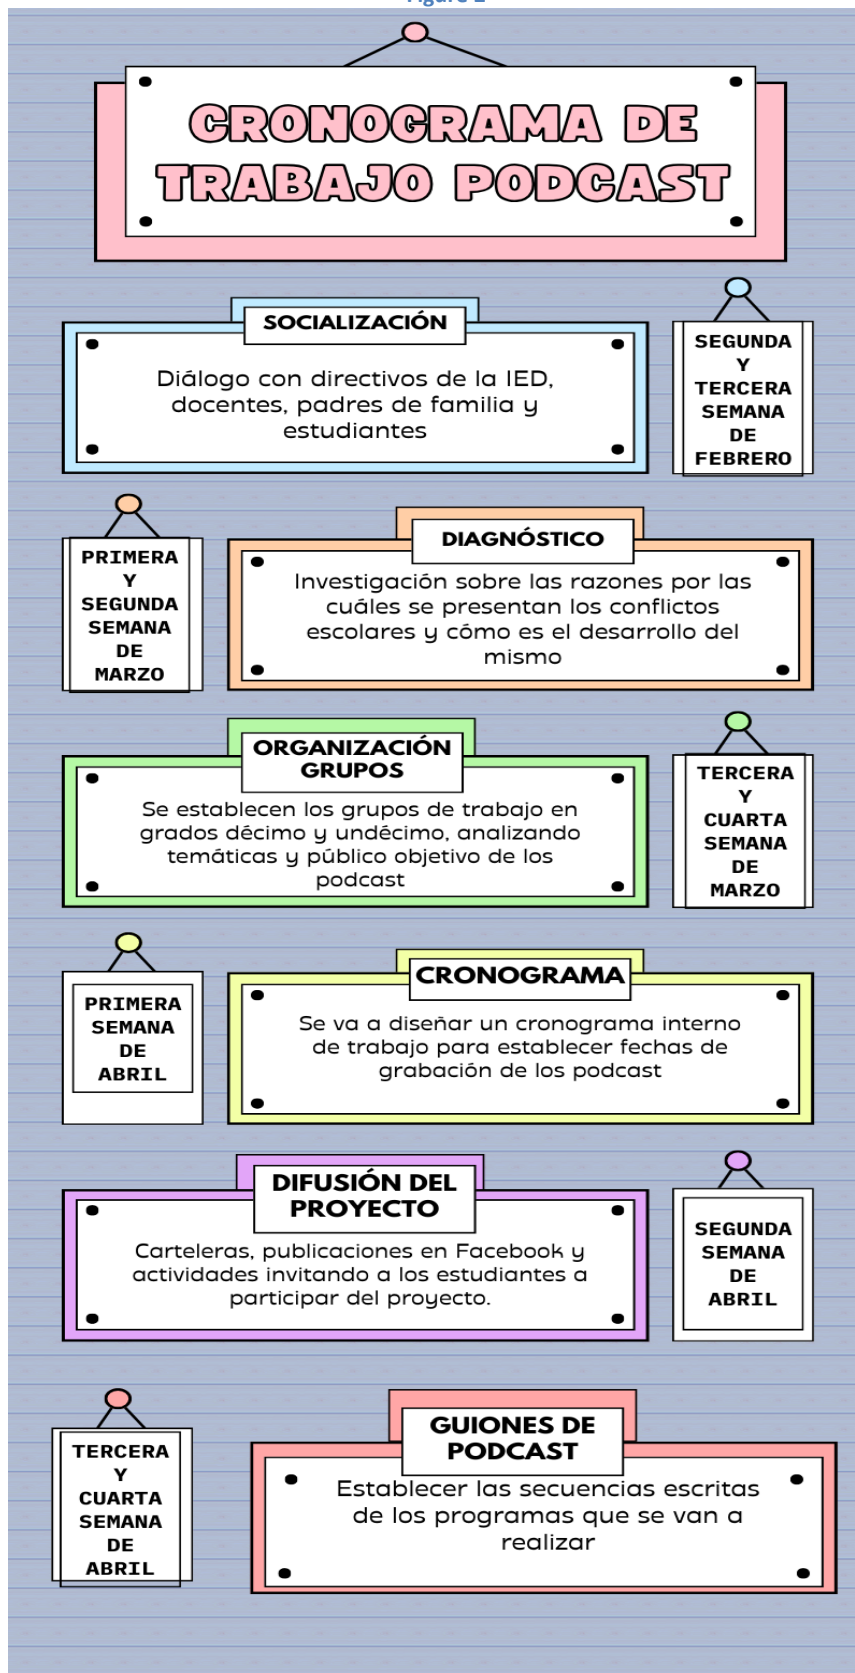 CRONOGRAMA DE
TRABAJO PODCAST
SOCIALIZACIÓN
Diálogo con directivos de la IED,
docentes, padres de familia y
estudiantes
SEGUNDA
Y
TERCERA
SEMANA
DE
FEBRERO
PRIMERA
Y
SEGUNDA
SEMANA
DE
MARZO
DIAGNÓSTICO
Investigación sobre las razones por las
cuáles se presentan los conflictos
escolares y cómo es el desarrollo del
mismo
ORGANIZACIÓN
GRUPOS
Se establecen los grupos de trabajo en
grados décimo y undécimo, analizando
temáticas y público objetivo de los
podcast
TERCERA
Y
CUARTA
SEMANA
DE
MARZO
PRIMERA
SEMANA
DE
ABRIL
CRONOGRAMA
Se va a diseñar un cronograma interno
de trabajo para establecer fechas de
grabación de los podcast
DIFUSIÓN DEL
PROYECTO
Carteleras, publicaciones en Facebook y
actividades invitando a los estudiantes a
participar del proyecto.
SEGUNDA
SEMANA
DE
ABRIL
TERCERA
Y
CUARTA
SEMANA
DE
ABRIL
GUIONES DE
PODCAST
Establecer las secuencias escritas
de los programas que se van a
realizar